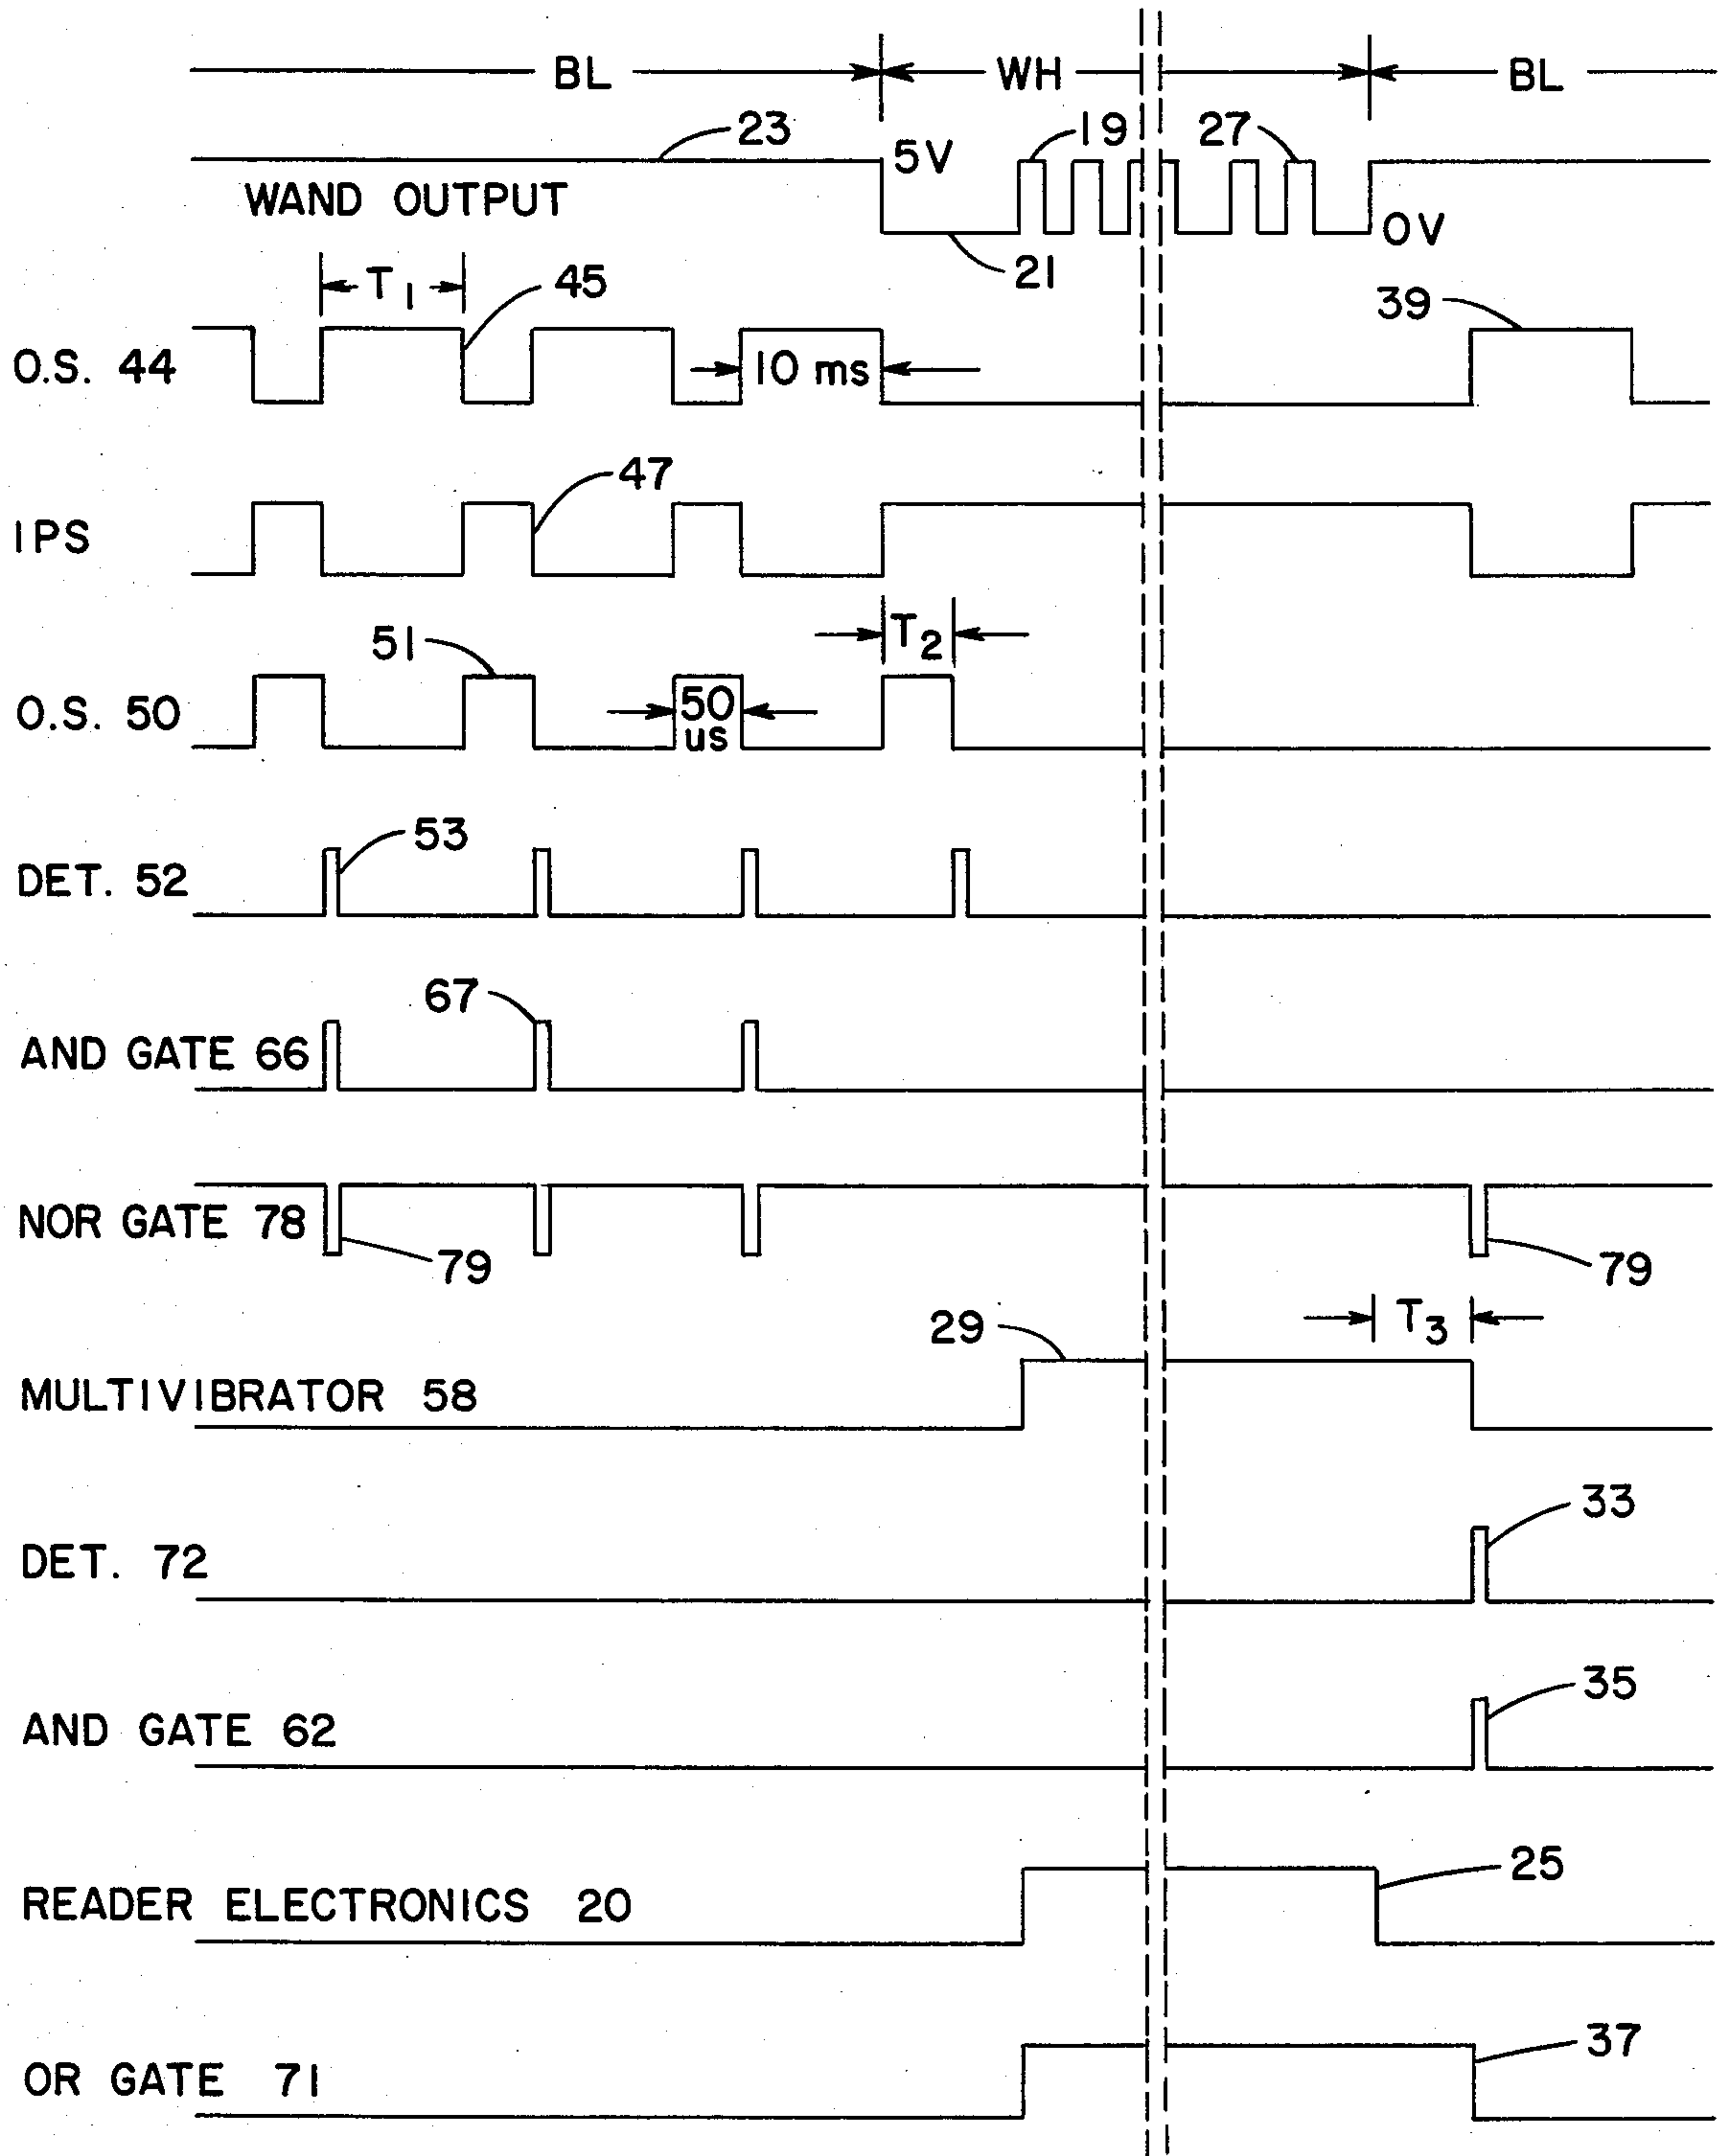 BL WH BL
23 19 27
5V
WAND OUTPUT
0V
21
T1 45 39
O.S. 44 10 ms
47
IPS
51 T2
O.S. 50 50 us
53
DET. 52
67
AND GATE 66
NOR GATE 78
79 79
29 T3
MULTIVIBRATOR 58
33
DET. 72
35
AND GATE 62
25
READER ELECTRONICS 20
37
OR GATE 71